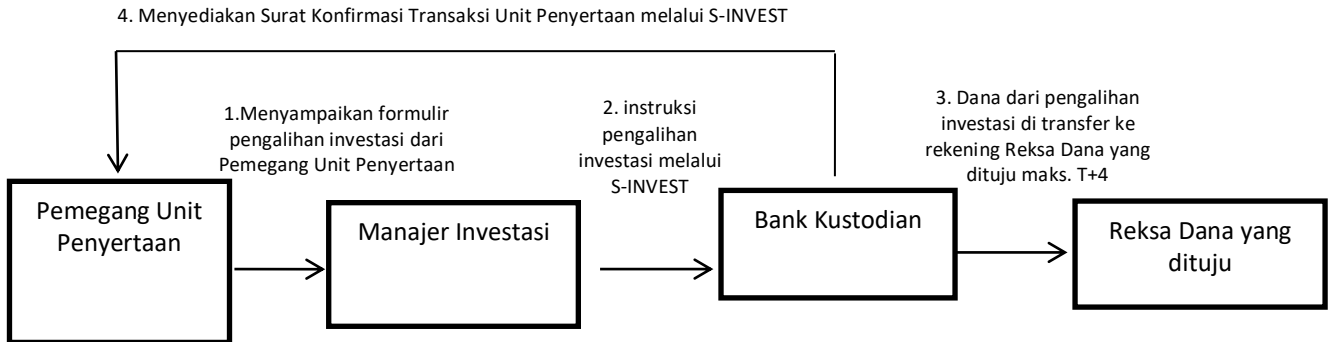 4. Menyediakan Surat Konfirmasi Transaksi Unit Penyertaan melalui S-INVEST
1.Menyampaikan formulir
pengalihan investasi dari
Pemegang Unit Penyertaan
2. instruksi
pengalihan
investasi melalui
S-INVEST
3. Dana dari pengalihan
investasi di transfer ke
rekening Reksa Dana yang
dituju maks. T+4
Pemegang Unit
Penyertaan
Manajer Investasi
Bank Kustodian
Reksa Dana yang
dituju